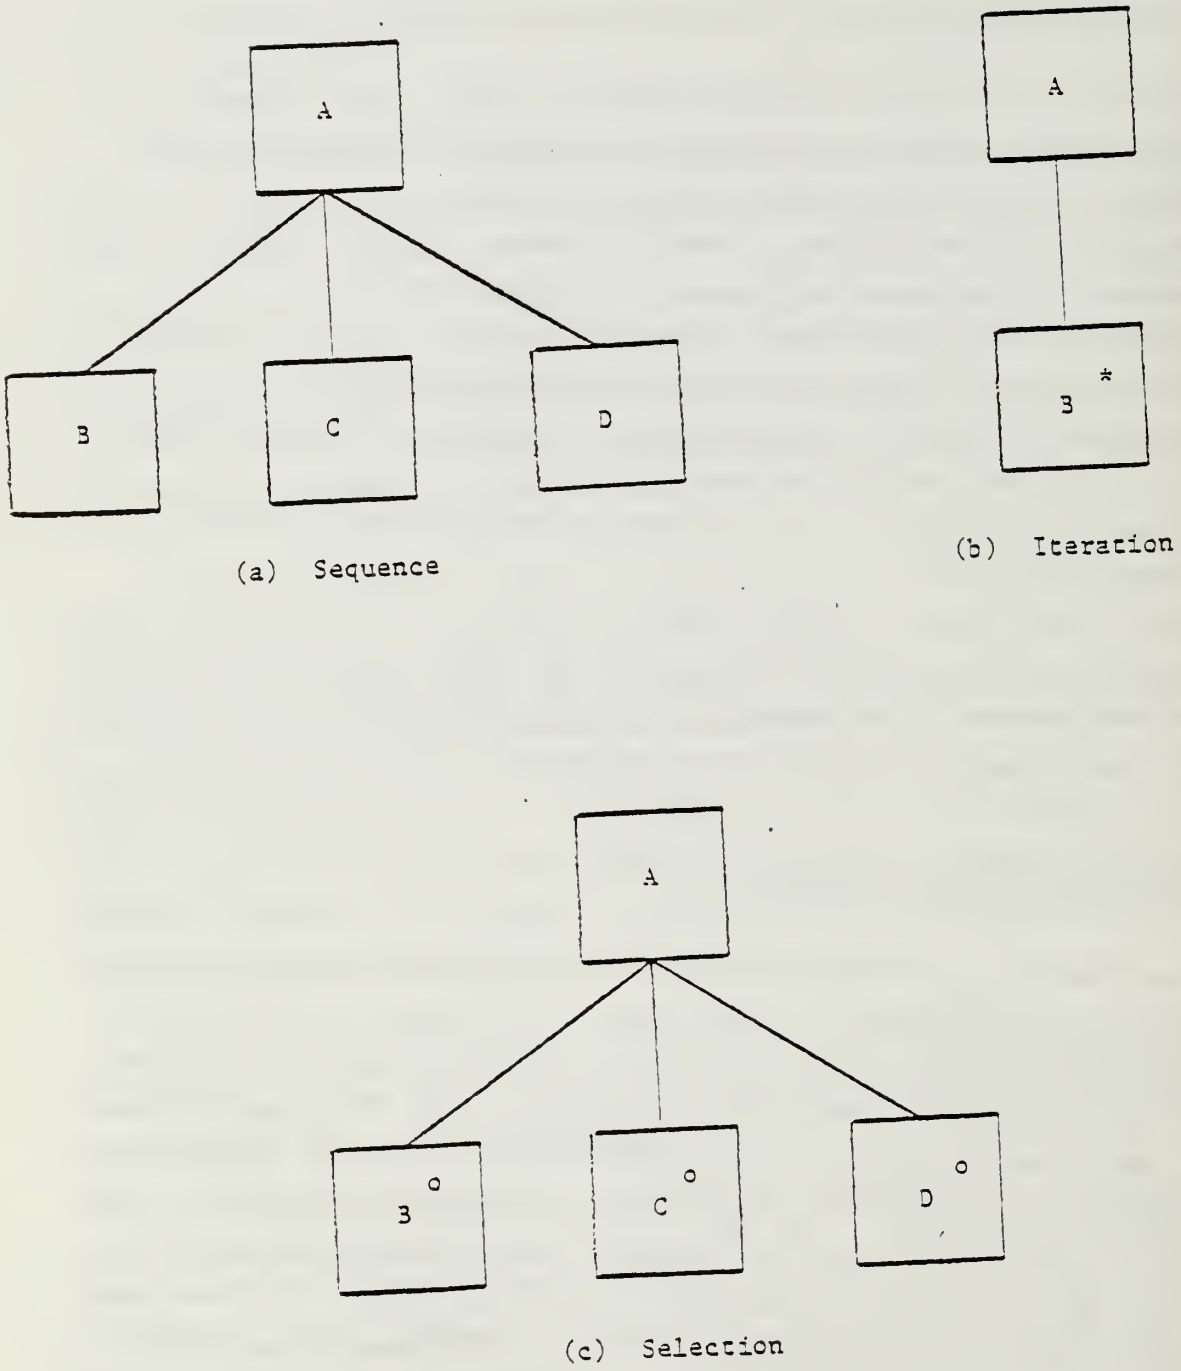 A
B
C
D
(a) Sequence
A
B *
(b) Iteration
A
B o
C o
D o
(c) Selection